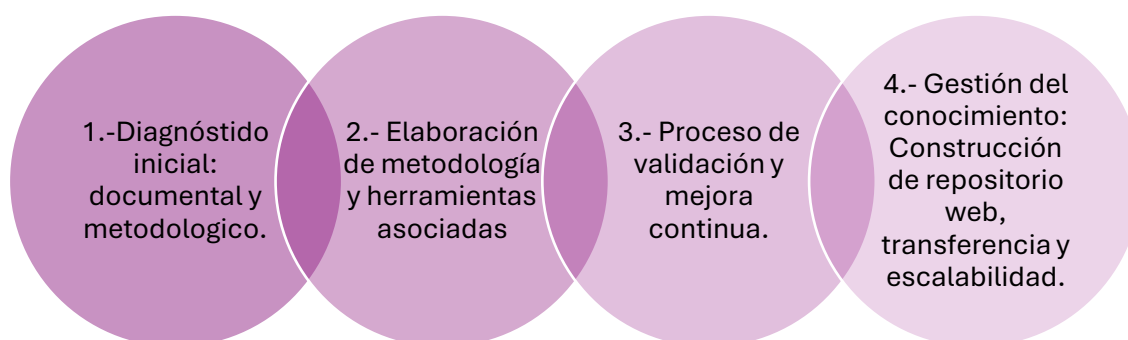 1.-Diagnóstido
inicial:
documental y
metodologico.
2.- Elaboración
de metodología
y herramientas
asociadas
3.- Proceso de
validación y
mejora
continua.
4.- Gestión del
conocimiento:
Construcción
de repositorio
web,
transferencia y
escalabilidad.